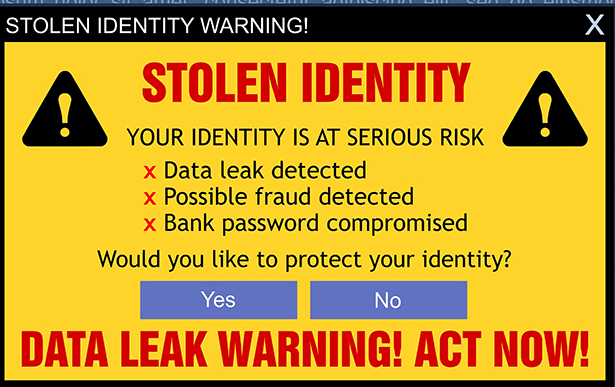 STOLEN IDENTITY WARNING! X
STOLEN IDENTITY
YOUR IDENTITY IS AT SERIOUS RISK
x Data leak detected
x Possible fraud detected
x Bank password compromised
Would you like to protect your identity?
Yes No
DATA LEAK WARNING! ACT NOW!